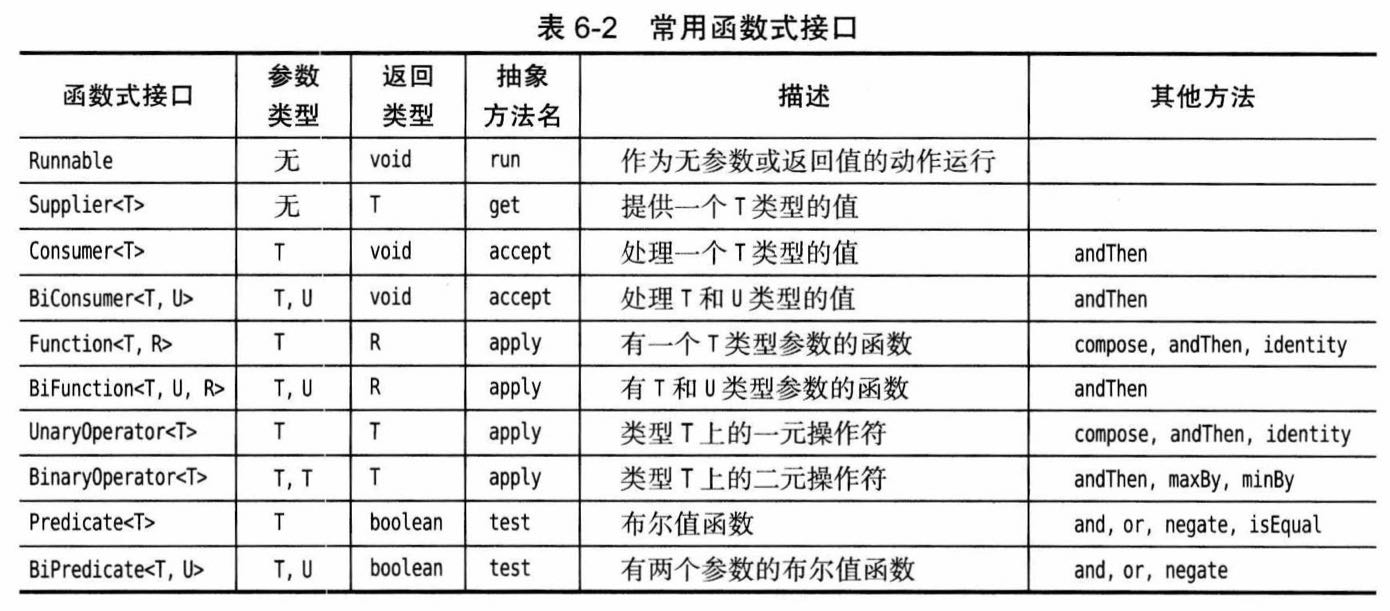 表 6-2 常用函数式接口
函数式接口 参数类型 返回类型 抽象方法名 描述 其他方法
Runnable 无 void run 作为无参数或返回值的动作运行
Supplier<T> 无 T get 提供一个 T 类型的值
Consumer<T> T void accept 处理一个 T 类型的值 andThen
BiConsumer<T, U> T, U void accept 处理 T 和 U 类型的值 andThen
Function<T, R> T R apply 有一个 T 类型参数的函数 compose, andThen, identity
BiFunction<T, U, R> T, U R apply 有 T 和 U 类型参数的函数 andThen
UnaryOperator<T> T T apply 类型 T 上的一元操作符 compose, andThen, identity
BinaryOperator<T> T, T T apply 类型 T 上的二元操作符 andThen, maxBy, minBy
Predicate<T> T boolean test 布尔值函数 and, or, negate, isEqual
BiPredicate<T, U> T, U boolean test 有两个参数的布尔值函数 and, or, negate